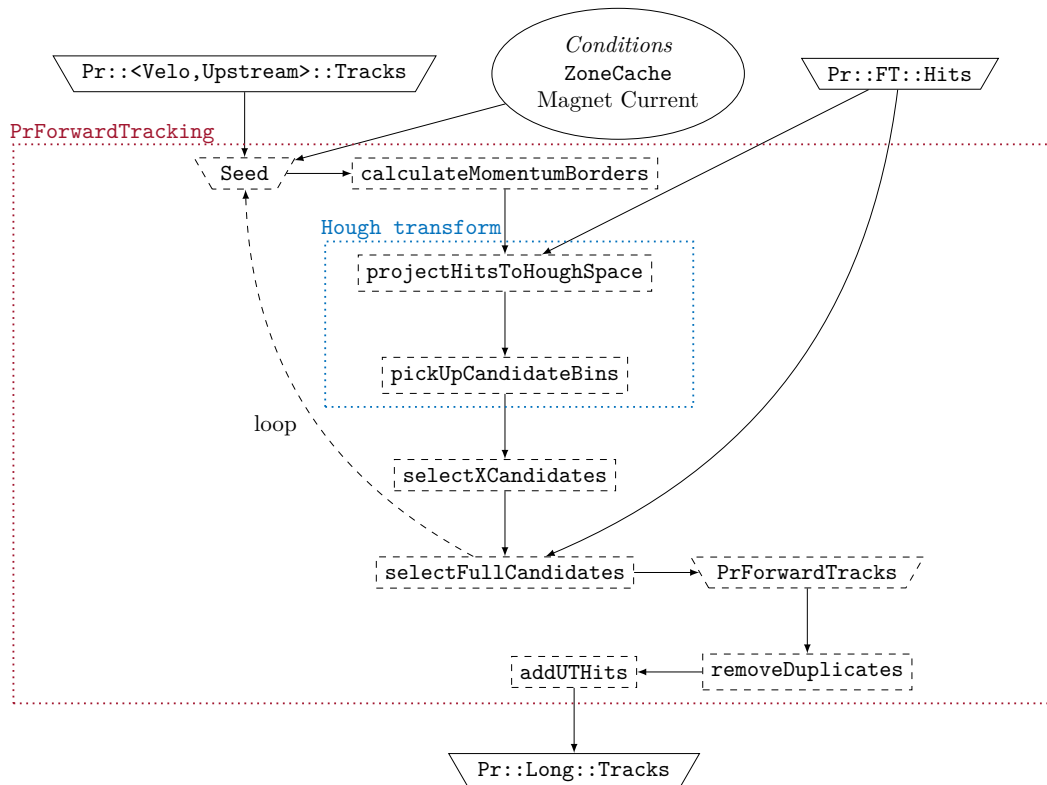 Conditions
ZoneCache
Magnet Current
Pr::<Velo,Upstream>::Tracks
Pr::FT::Hits
PrForwardTracking
Seed
calculateMomentumBorders
Hough transform
projectHitsToHoughSpace
pickUpCandidateBins
loop
selectXCandidates
selectFullCandidates
PrForwardTracks
addUTHits
removeDuplicates
Pr::Long::Tracks